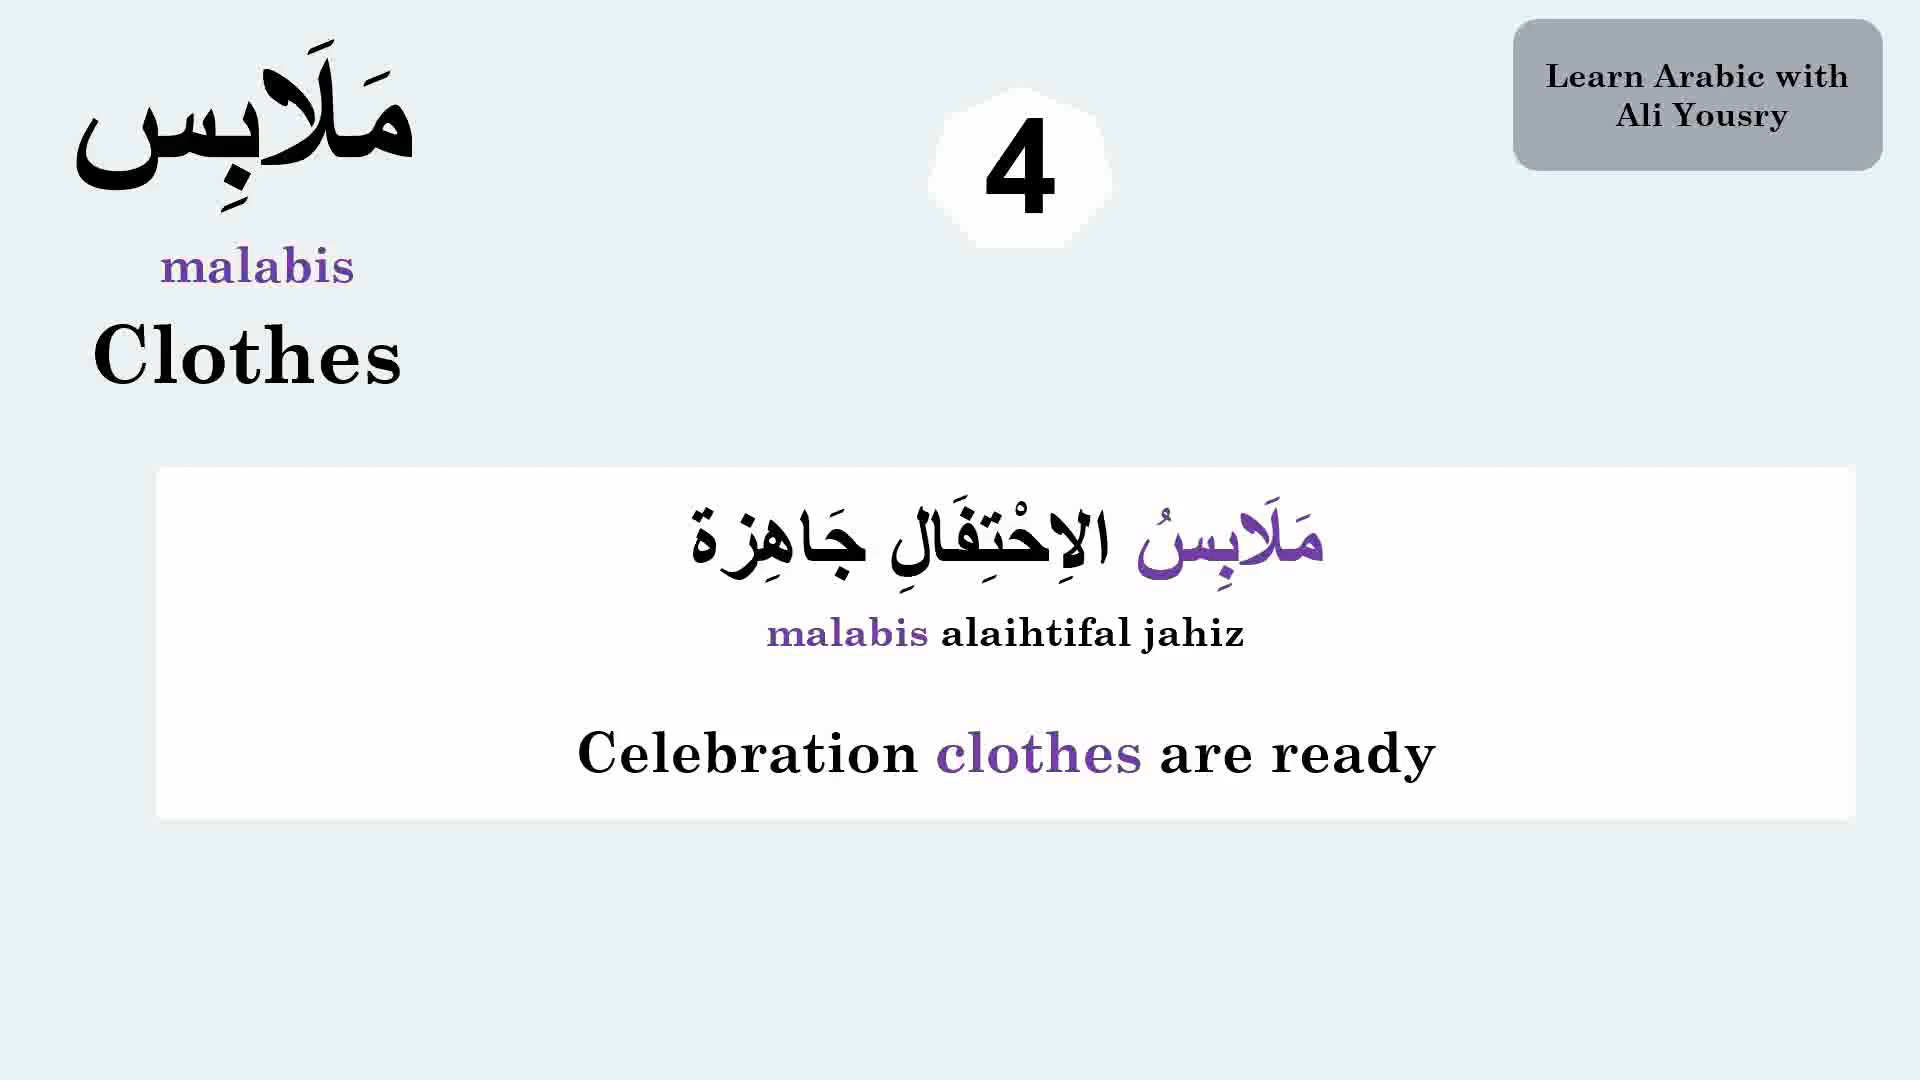 مَلَابِس
malabis
Clothes
4
Learn Arabic with
Ali Yousry
مَلَابِسُ الاِحْتِفَالِ جَاهِزة
malabis alaihtifal jahiz
Celebration clothes are ready